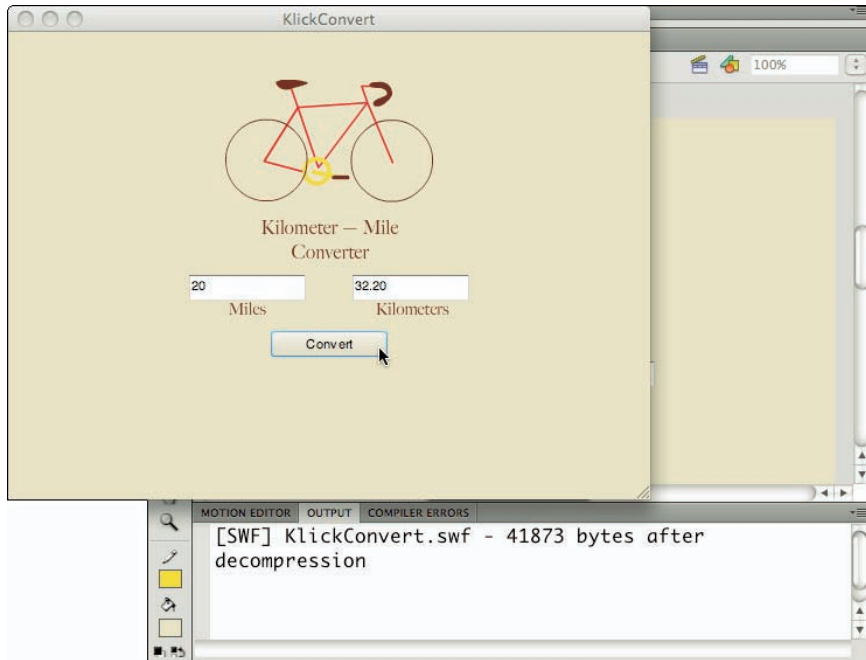 KlickConvert
100%
Kilometer — Mile
Converter
20
32.20
Miles
Kilometers
Convert
MOTION EDITOR OUTPUT COMPILER ERRORS
[SWF] KlickConvert.swf - 41873 bytes after
decompression